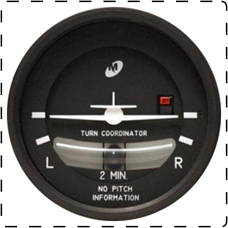 TURN COORDINATOR
L R
2 MIN.
NO PITCH
INFORMATION